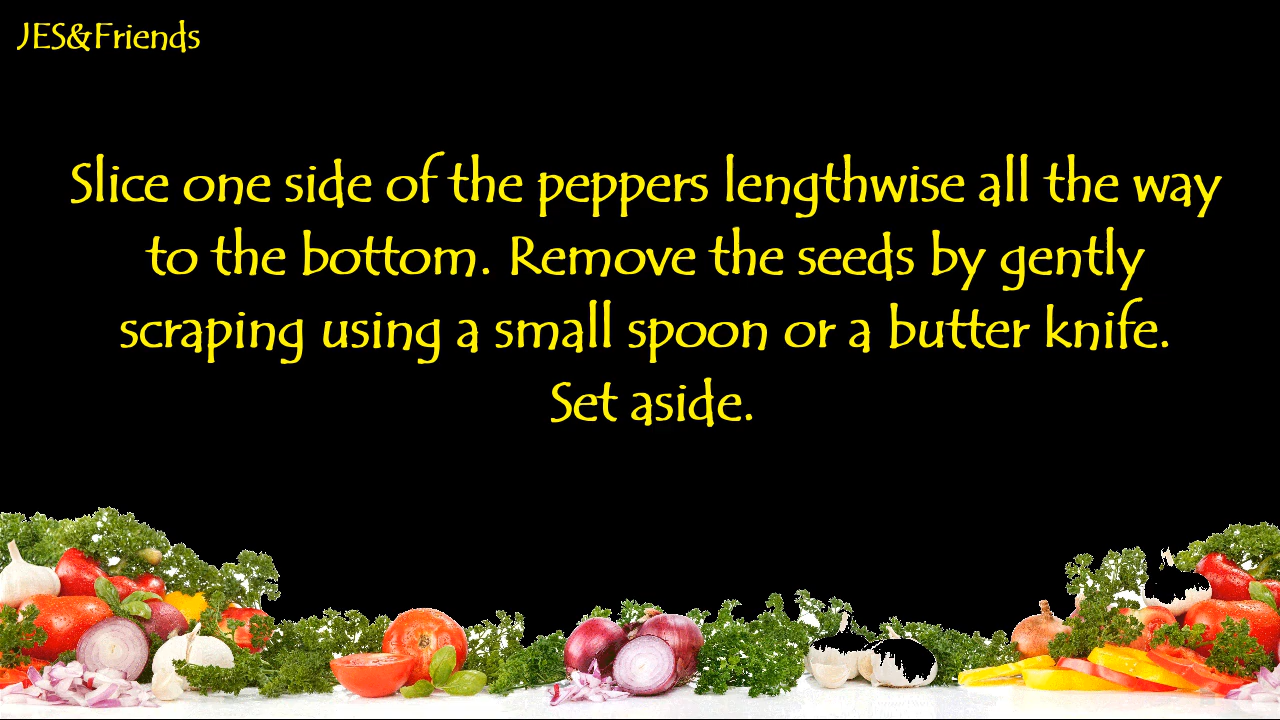 JES&Friends
Slice one side of the peppers lengthwise all the way
to the bottom. Remove the seeds by gently
scraping using a small spoon or a butter knife.
Set aside.